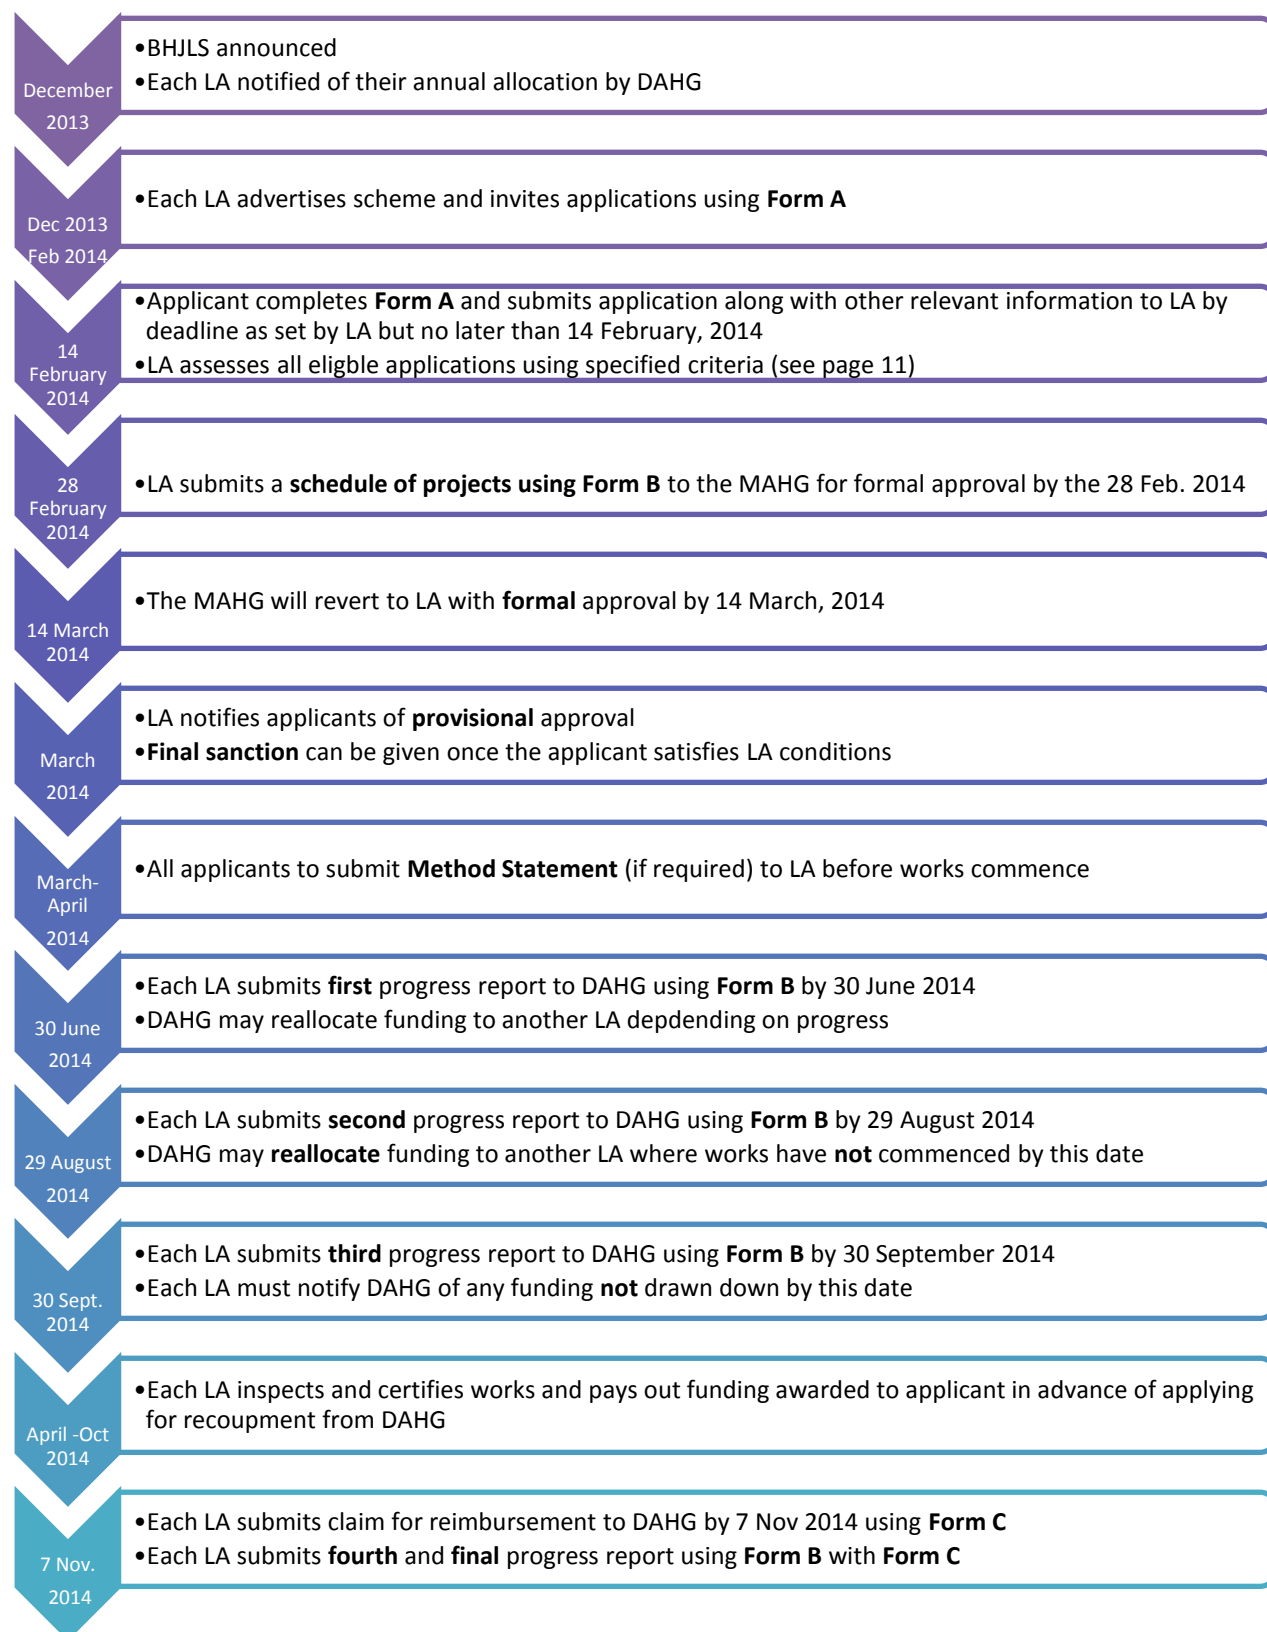 December
2013
•BHJLS announced
•Each LA notified of their annual allocation by DAHG
Dec 2013
Feb 2014
•Each LA advertises scheme and invites applications using Form A
14
February
2014
•Applicant completes Form A and submits application along with other relevant information to LA by
deadline as set by LA but no later than 14 February, 2014
•LA assesses all eligble applications using specified criteria (see page 11)
28
February
2014
•LA submits a schedule of projects using Form B to the MAHG for formal approval by the 28 Feb. 2014
14 March
2014
•The MAHG will revert to LA with formal approval by 14 March, 2014
March
2014
•LA notifies applicants of provisional approval
•Final sanction can be given once the applicant satisfies LA conditions
March-
April
2014
•All applicants to submit Method Statement (if required) to LA before works commence
30 June
2014
•Each LA submits first progress report to DAHG using Form B by 30 June 2014
•DAHG may reallocate funding to another LA depdending on progress
29 August
2014
•Each LA submits second progress report to DAHG using Form B by 29 August 2014
•DAHG may reallocate funding to another LA where works have not commenced by this date
30 Sept.
2014
•Each LA submits third progress report to DAHG using Form B by 30 September 2014
•Each LA must notify DAHG of any funding not drawn down by this date
April -Oct
2014
•Each LA inspects and certifies works and pays out funding awarded to applicant in advance of applying
for recoupment from DAHG
7 Nov.
2014
•Each LA submits claim for reimbursement to DAHG by 7 Nov 2014 using Form C
•Each LA submits fourth and final progress report using Form B with Form C